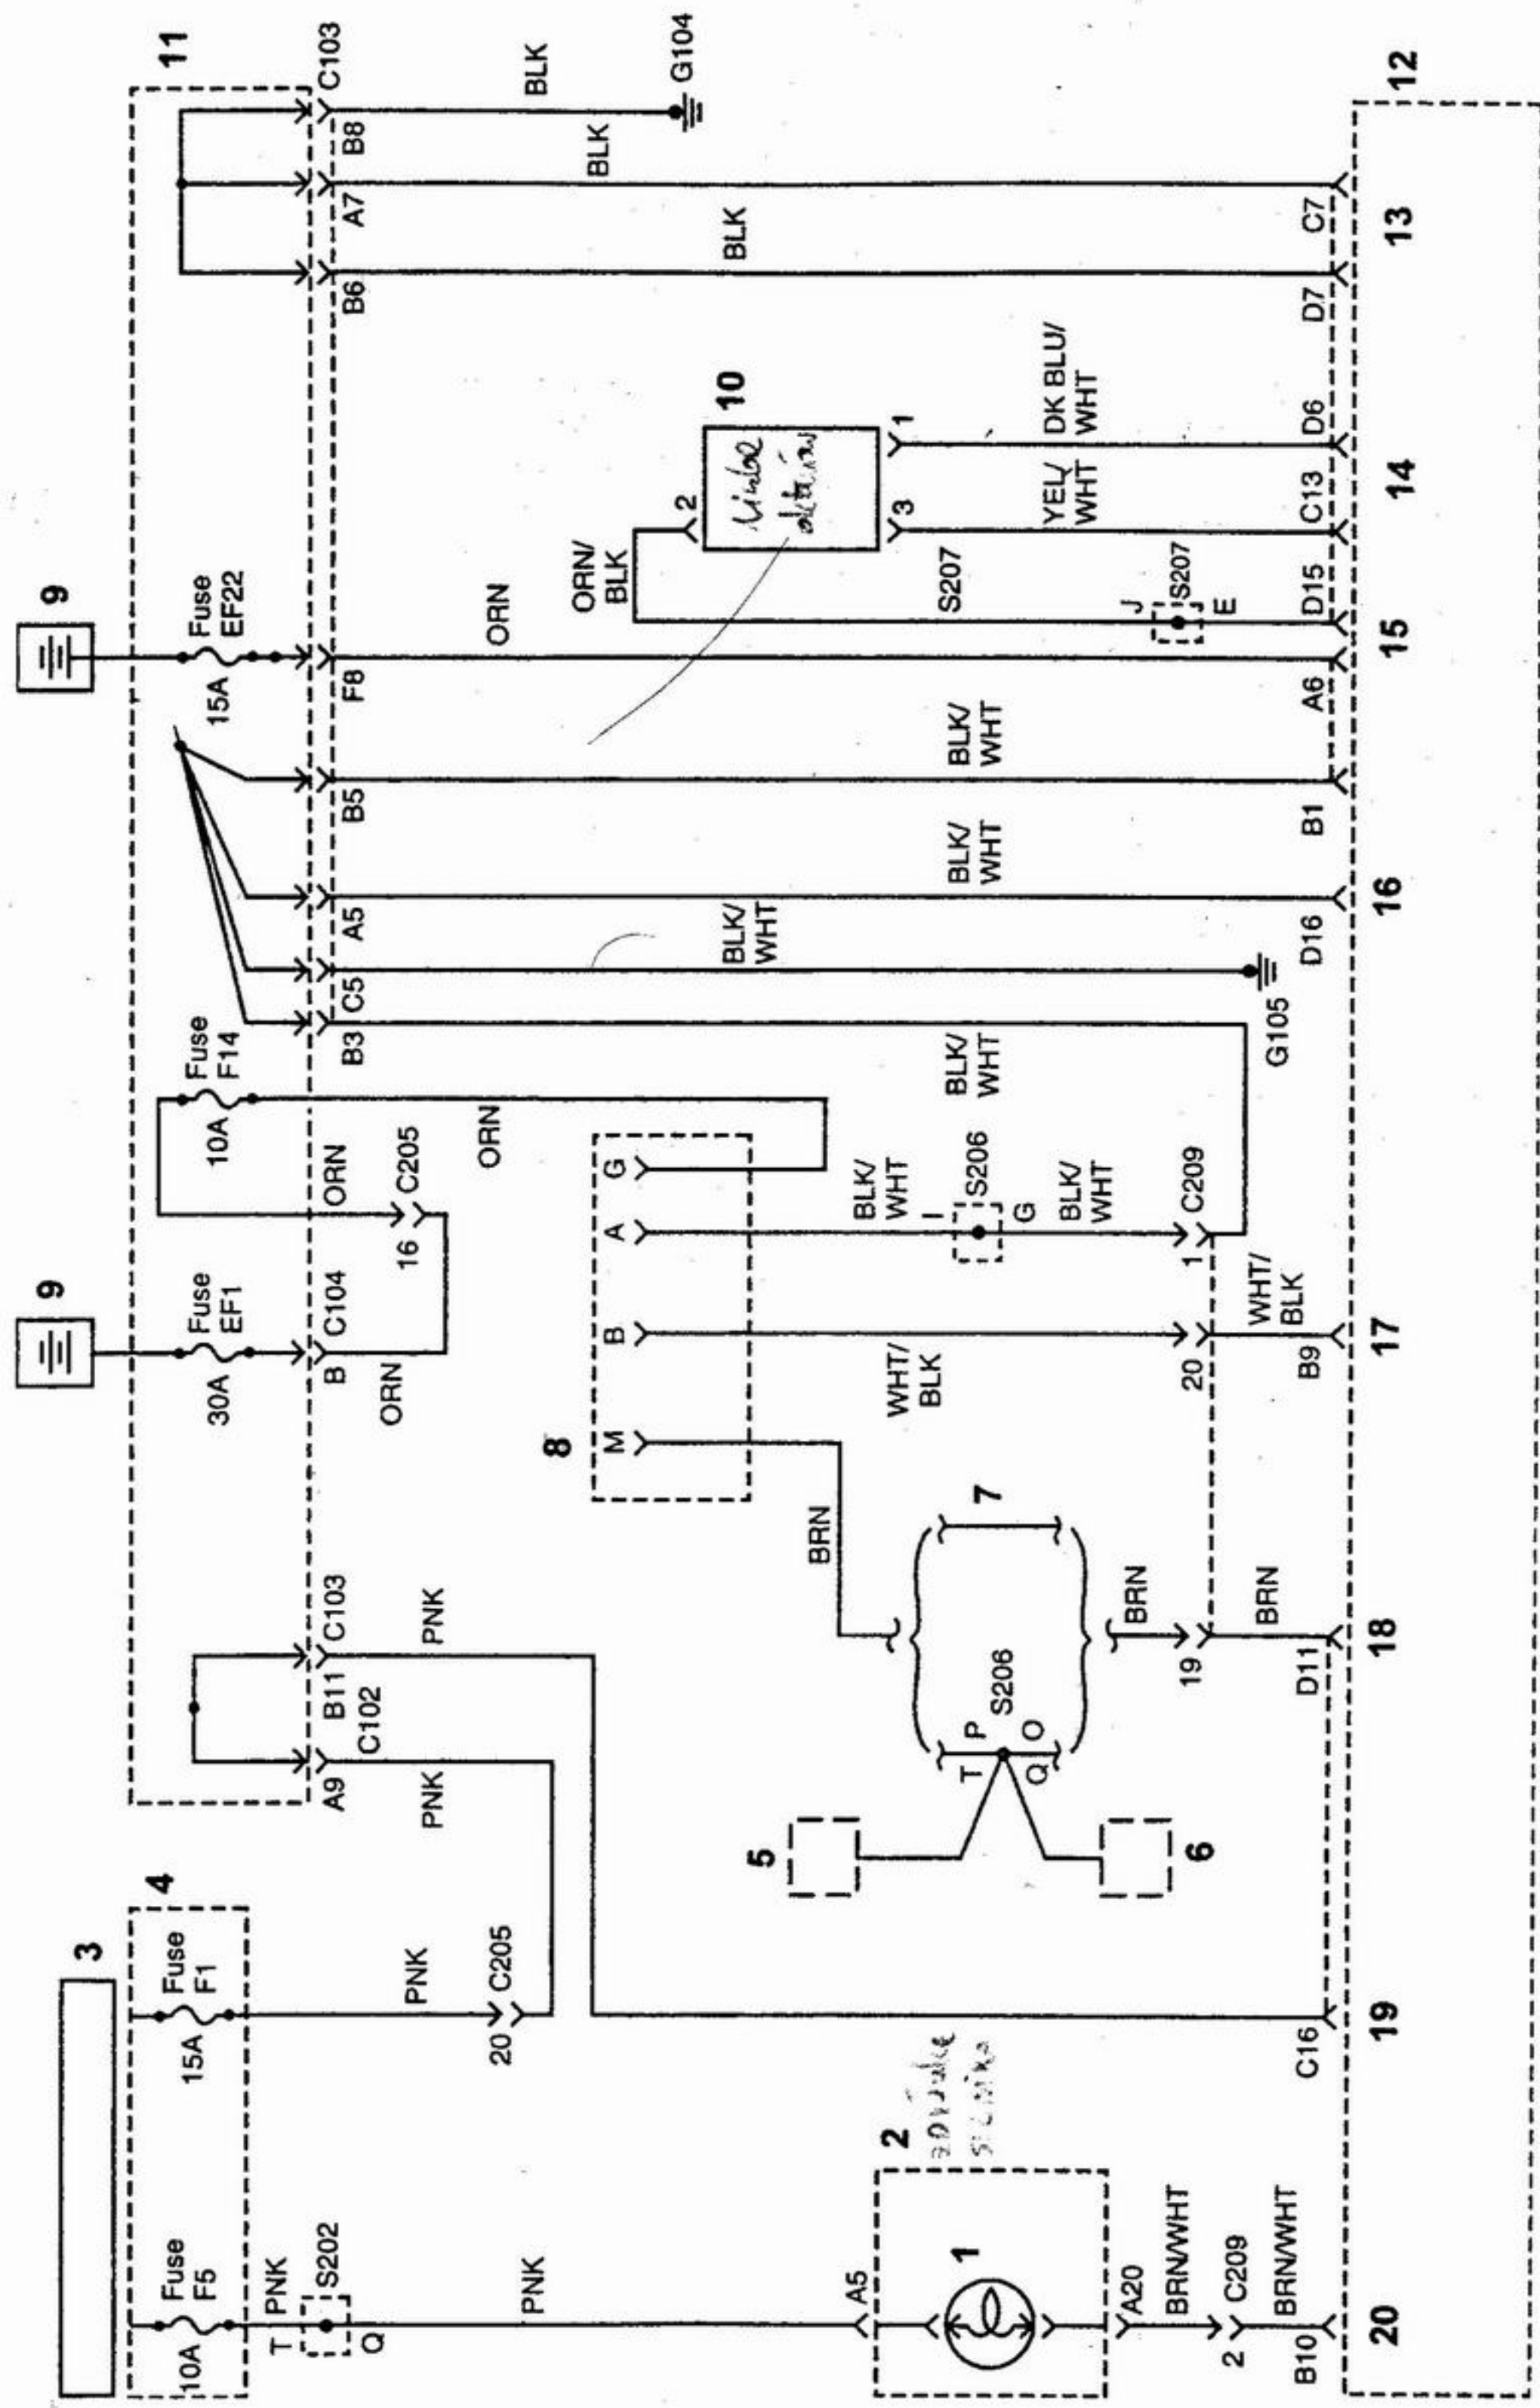 3
9
9
4
11
Fuse
F5
10A
Fuse
F1
15A
Fuse
EF1
30A
Fuse
F14
10A
Fuse
EF22
15A
T
PNK
S202
Q
A9
C102
B11
C103
B
C104
ORN
B3
C5
A5
B5
F8
B6
A7
B8
C103
PNK
PNK
PNK
ORN
16
C205
20
C205
ORN
ORN
PNK
8
M
B
A
G
ORN/
BLK
BLK
BLK
2
10
G104
BLK/
WHT
BLK
5
BRN
A5
2
1
WHT/
BLK
I
BLK/
WHT
S206
G
3
1
BLK/
WHT
BLK/
WHT
BLK/
WHT
S207
T
P
S206
Q
O
7
YEL/
WHT
DK BLU/
WHT
BLK/
WHT
A20
BRN/WHT
BRN
6
J
S207
E
19
20
1
C209
2
C209
BRN/WHT
BRN
WHT/
BLK
G105
B10
C16
D11
B9
D16
B1
A6
D15
C13
D6
D7
C7
20
19
18
17
16
15
14
13
12